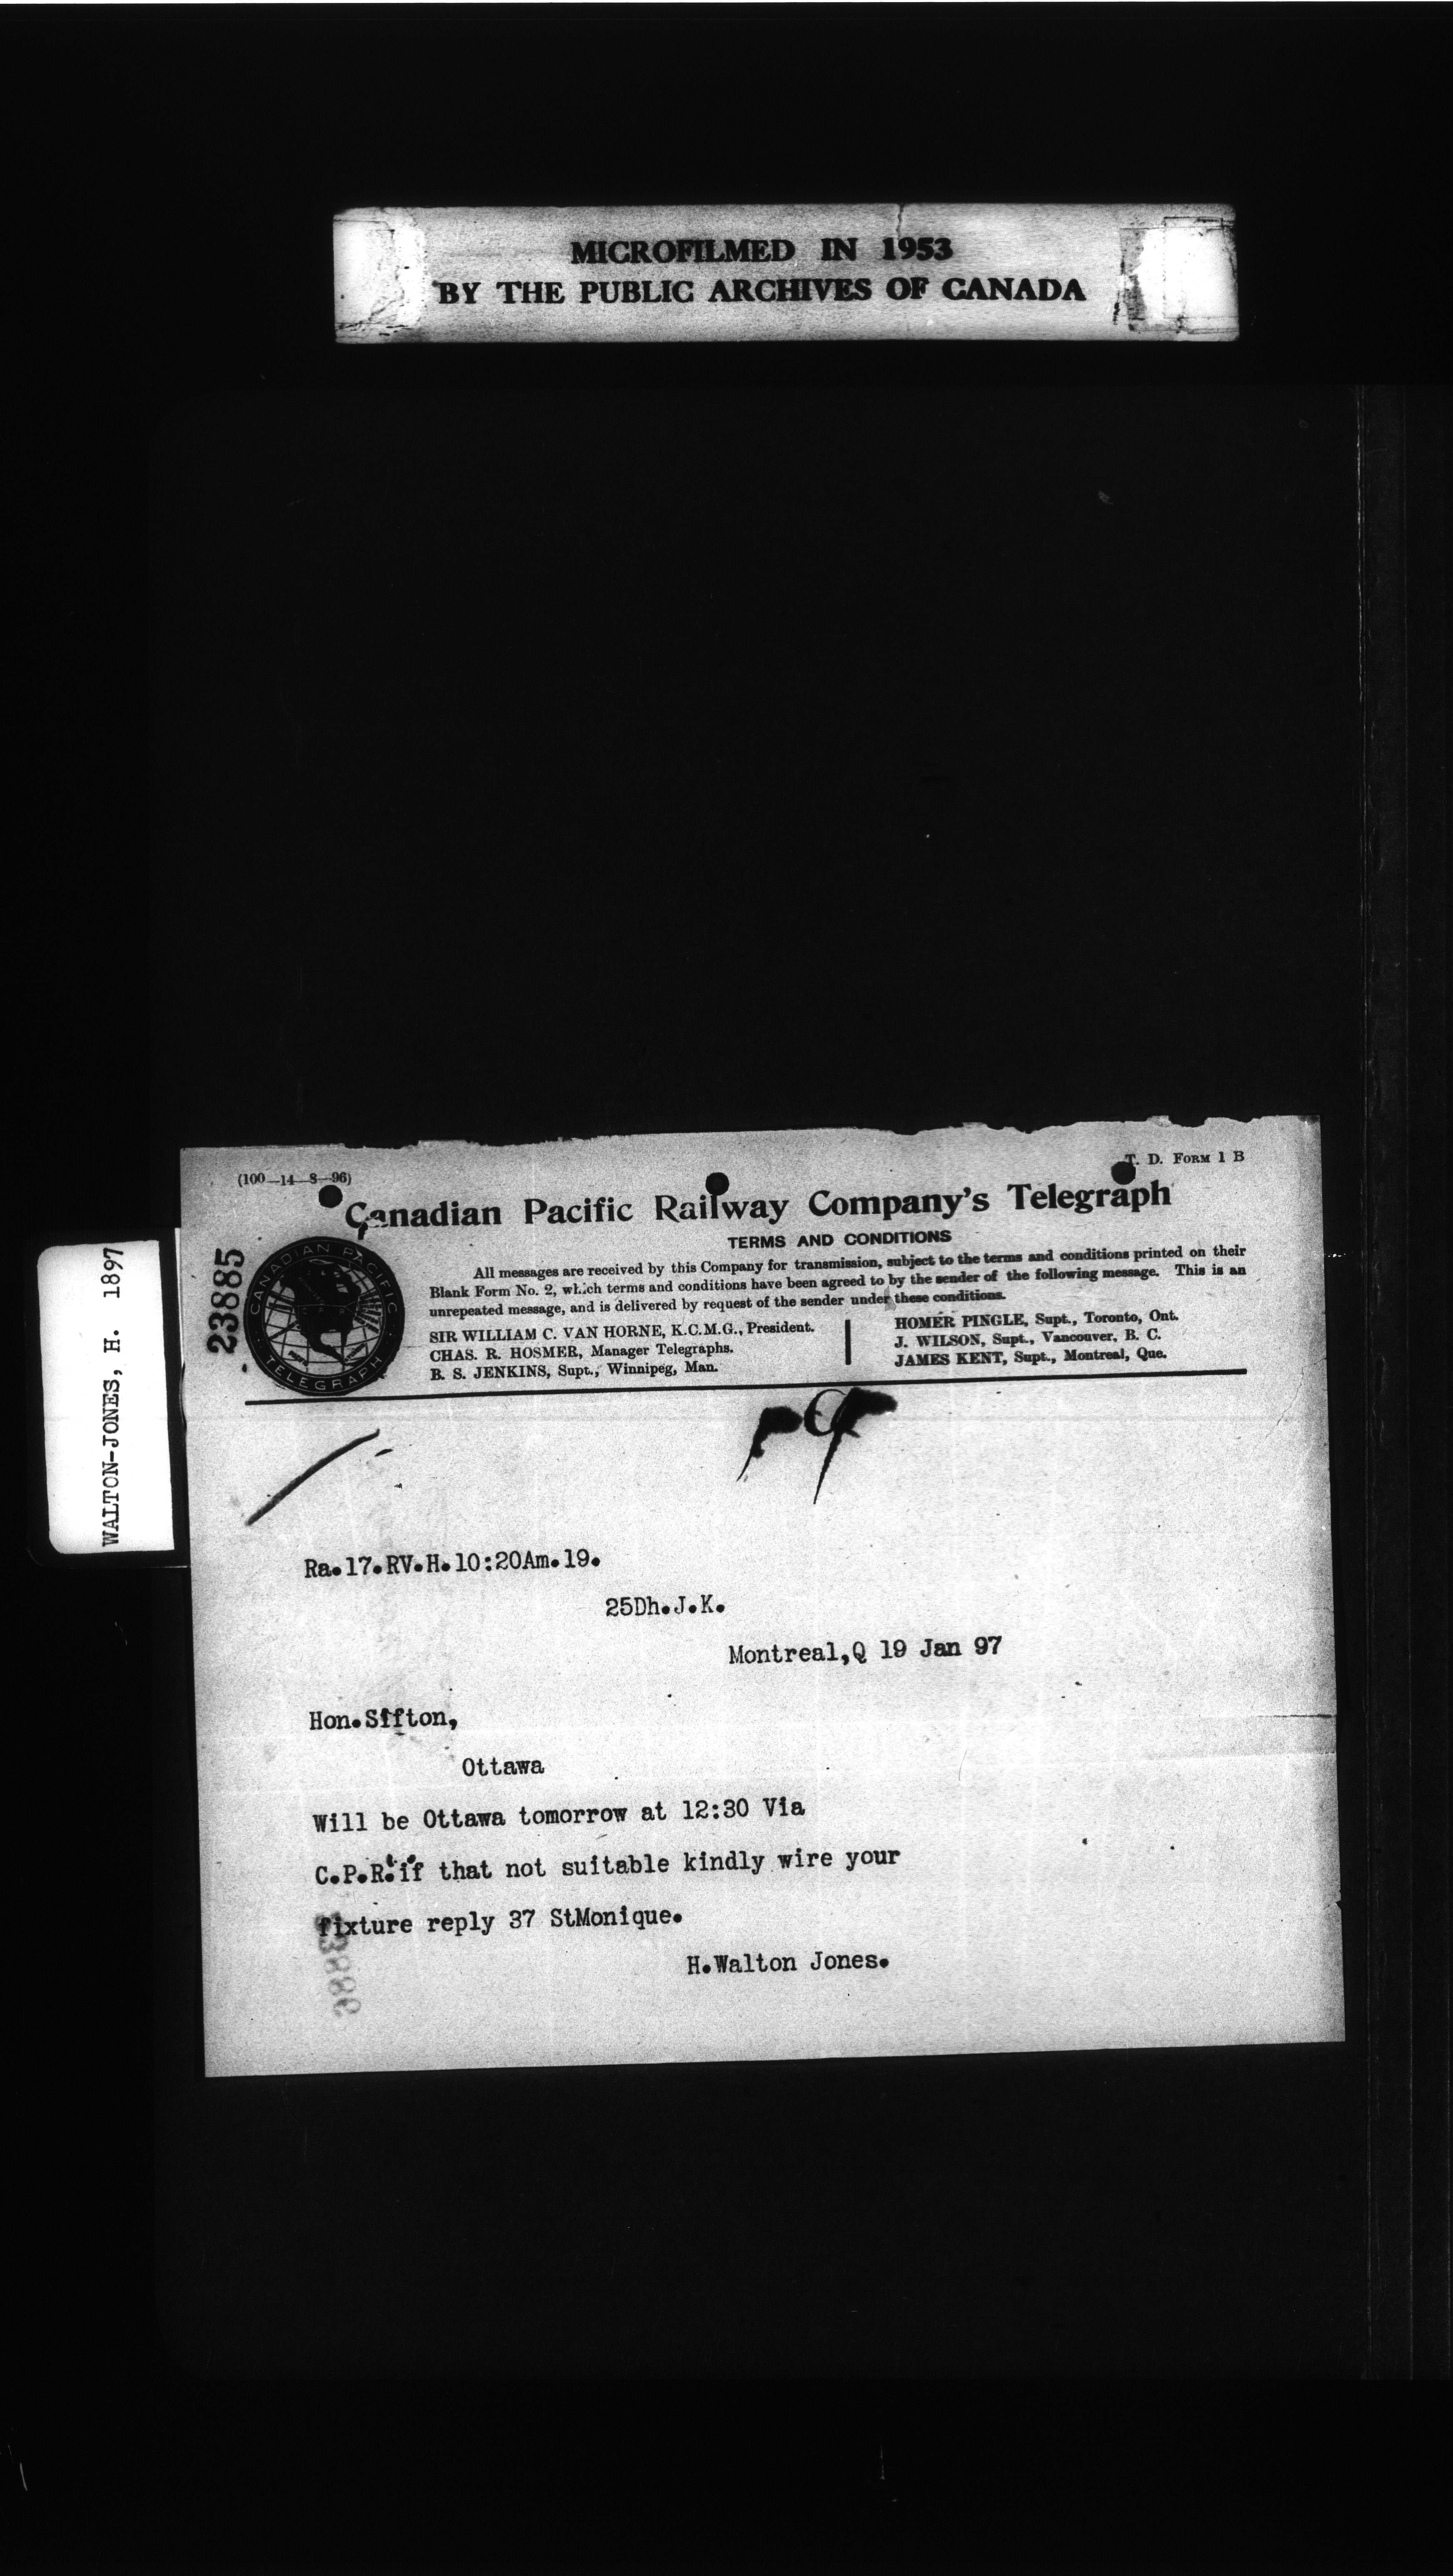 MICROFILMED IN 1953
BY THE PUBLIC ARCHIVES OF CANADA
WALTON-JONES, H. 1897
(100—14—8—96)
T. D. FORM 1 B
Canadian Pacific Railway Company's Telegraph
TERMS AND CONDITIONS
23885
CANADIAN PACIFIC
TELEGRAPH
All messages are received by this Company for transmission, subject to the terms and conditions printed on their
Blank Form No. 2, which terms and conditions have been agreed to by the sender of the following message. This is an
unrepeated message, and is delivered by request of the sender under these conditions.
SIR WILLIAM C. VAN HORNE, K.C.M.G., President.
CHAS. R. HOSMER, Manager Telegraphs.
B. S. JENKINS, Supt., Winnipeg, Man.
HOMER PINGLE, Supt., Toronto, Ont.
J. WILSON, Supt., Vancouver, B. C.
JAMES KENT, Supt., Montreal, Que.
Ra.17.RV.H.10:20Am.19.
25Dh.J.K.
Montreal,Q 19 Jan 97
Hon.Sifton,
Ottawa
Will be Ottawa tomorrow at 12:30 Via
C.P.R.if that not suitable kindly wire your
fixture reply 37 StMonique.
H.Walton Jones.